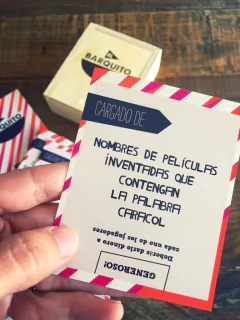 BARQUITO
BARQUITO
CARGADO DE
NOMBRES DE PELÍCULAS
INVENTADAS QUE
CONTENGAN
LA PALABRA
CARACOL
Deberás darle dinero a
cada uno de los jugadores
GENEROSO!